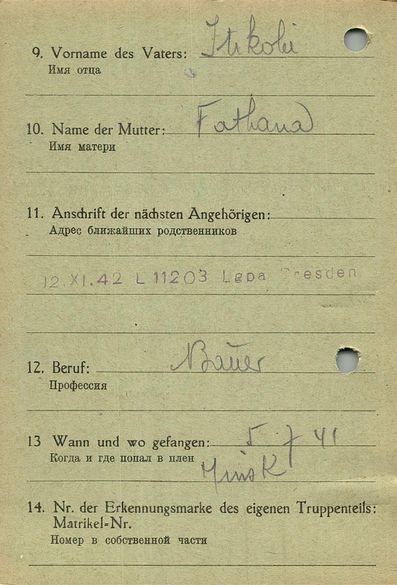 9. Vorname des Vaters:
Имя отца
10. Name der Mutter: Fathana
Имя матери
11. Anschrift der nächsten Angehörigen:
Адрес ближайших родственников
12. XI. 42 L 11203 Dresden
12. Beruf: Bauer
Профессия
13 Wann und wo gefangen: 5 7 41
Когда и где попал в плен Minsk
14. Nr. der Erkennungsmarke des eigenen Truppenteils:
Matrikel-Nr.
Номер в собственной части